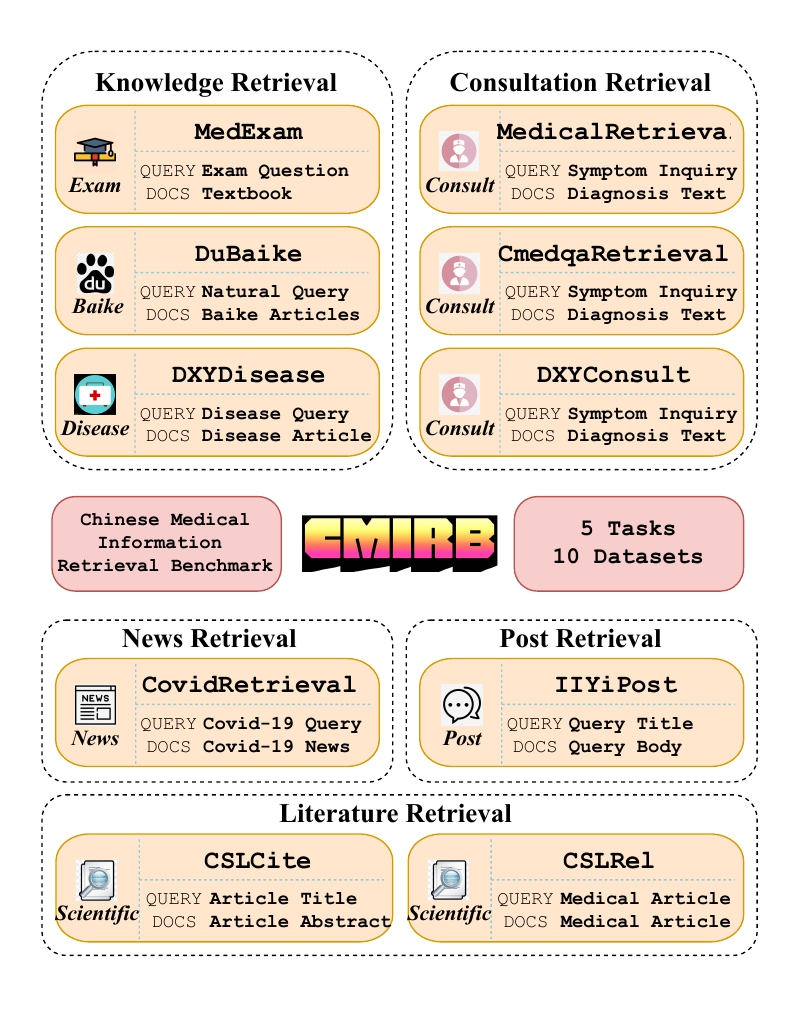 Knowledge Retrieval
MedExam
Exam
QUERY Exam Question
DOCS Textbook
DuBaike
du
Baike
QUERY Natural Query
DOCS Baike Articles
DXYDisease
Disease
QUERY Disease Query
DOCS Disease Article
Consultation Retrieval
MedicalRetrieva
Consult
QUERY Symptom Inquiry
DOCS Diagnosis Text
CmedqaRetrieval
Consult
QUERY Symptom Inquiry
DOCS Diagnosis Text
DXYConsult
Consult
QUERY Symptom Inquiry
DOCS Diagnosis Text
Chinese Medical
Information
Retrieval Benchmark
CMIRB
5 Tasks
10 Datasets
News Retrieval
CovidRetrieval
NEWS
News
QUERY Covid-19 Query
DOCS Covid-19 News
Post Retrieval
IIYiPost
Post
QUERY Query Title
DOCS Query Body
Literature Retrieval
CSLCite
Scientific
QUERY Article Title
DOCS Article Abstract
CSLRel
Scientific
QUERY Medical Article
DOCS Medical Article